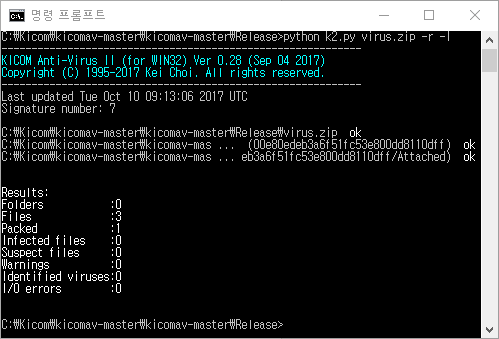 명령 프롬프트
C:₩Kicom₩kicomav-master₩kicomav-master₩Release>python k2.py virus.zip -r -I
------------------------------------------------------------
KICOM Anti-Virus II (for WIN32) Ver 0.28 (Sep 04 2017)
Copyright (C) 1995-2017 Kei Choi. All rights reserved.
------------------------------------------------------------
Last updated Tue Oct 10 09:13:06 2017 UTC
Signature number: 7
C:₩Kicom₩kicomav-master₩kicomav-master₩Release₩virus.zip  ok
C:₩Kicom₩kicomav-master₩kicomav-mas ...  (00e80edeb3a6f51fc53e800dd8110dff)  ok
C:₩Kicom₩kicomav-master₩kicomav-mas ... eb3a6f51fc53e800dd8110dff/Attached)  ok
Results:
Folders           :0
Files             :3
Packed            :1
Infected files    :0
Suspect files     :0
Warnings          :0
Identified viruses:0
I/O errors        :0
C:₩Kicom₩kicomav-master₩kicomav-master₩Release>